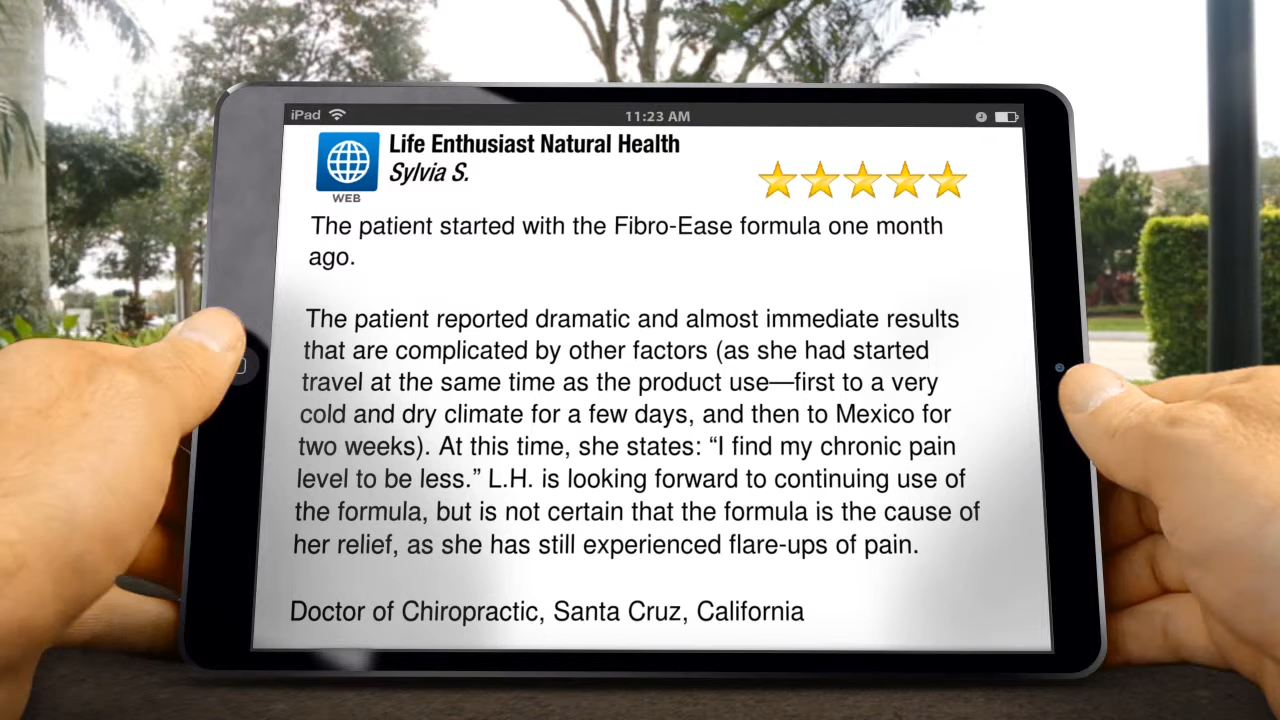 iPad 11:23 AM
Life Enthusiast Natural Health
Sylvia S.
WEB
The patient started with the Fibro-Ease formula one month
ago.
The patient reported dramatic and almost immediate results
that are complicated by other factors (as she had started
travel at the same time as the product use—first to a very
cold and dry climate for a few days, and then to Mexico for
two weeks). At this time, she states: “I find my chronic pain
level to be less.” L.H. is looking forward to continuing use of
the formula, but is not certain that the formula is the cause of
her relief, as she has still experienced flare-ups of pain.
Doctor of Chiropractic, Santa Cruz, California